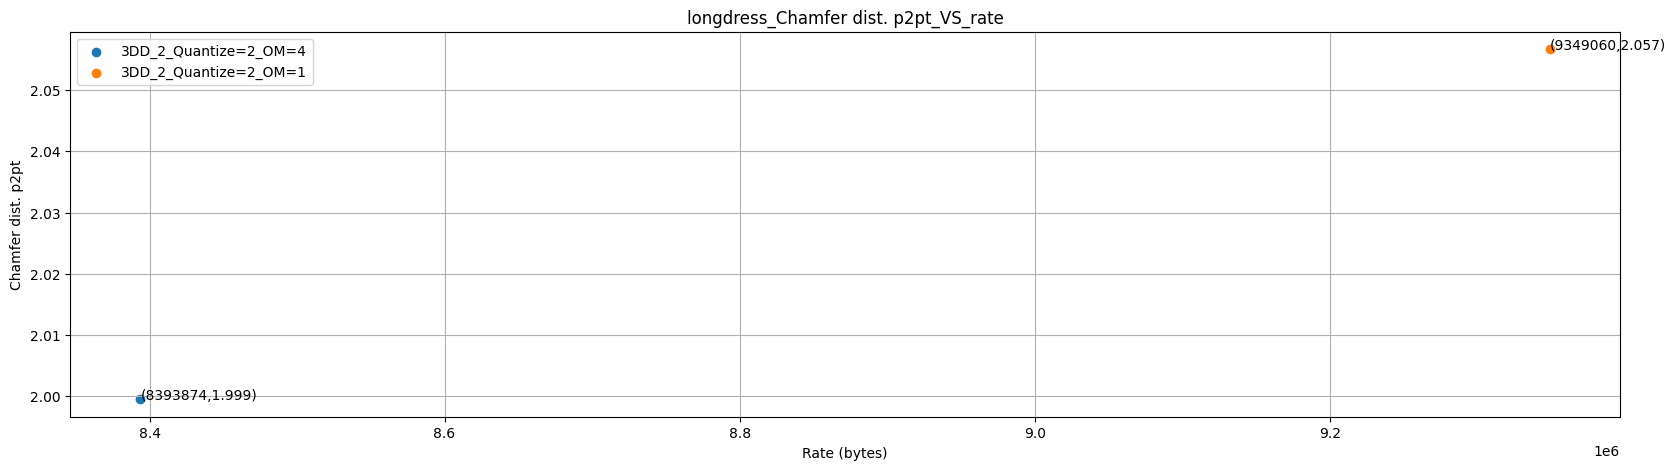 longdress_Chamfer dist. p2pt_VS_rate
3DD_2_Quantize=2_OM=4
3DD_2_Quantize=2_OM=1
(9349060,2.057)
2.05
2.04
2.03
2.02
2.01
2.00
Chamfer dist. p2pt
(8393874,1.999)
8.4 8.6 8.8 9.0 9.2
1e6
Rate (bytes)